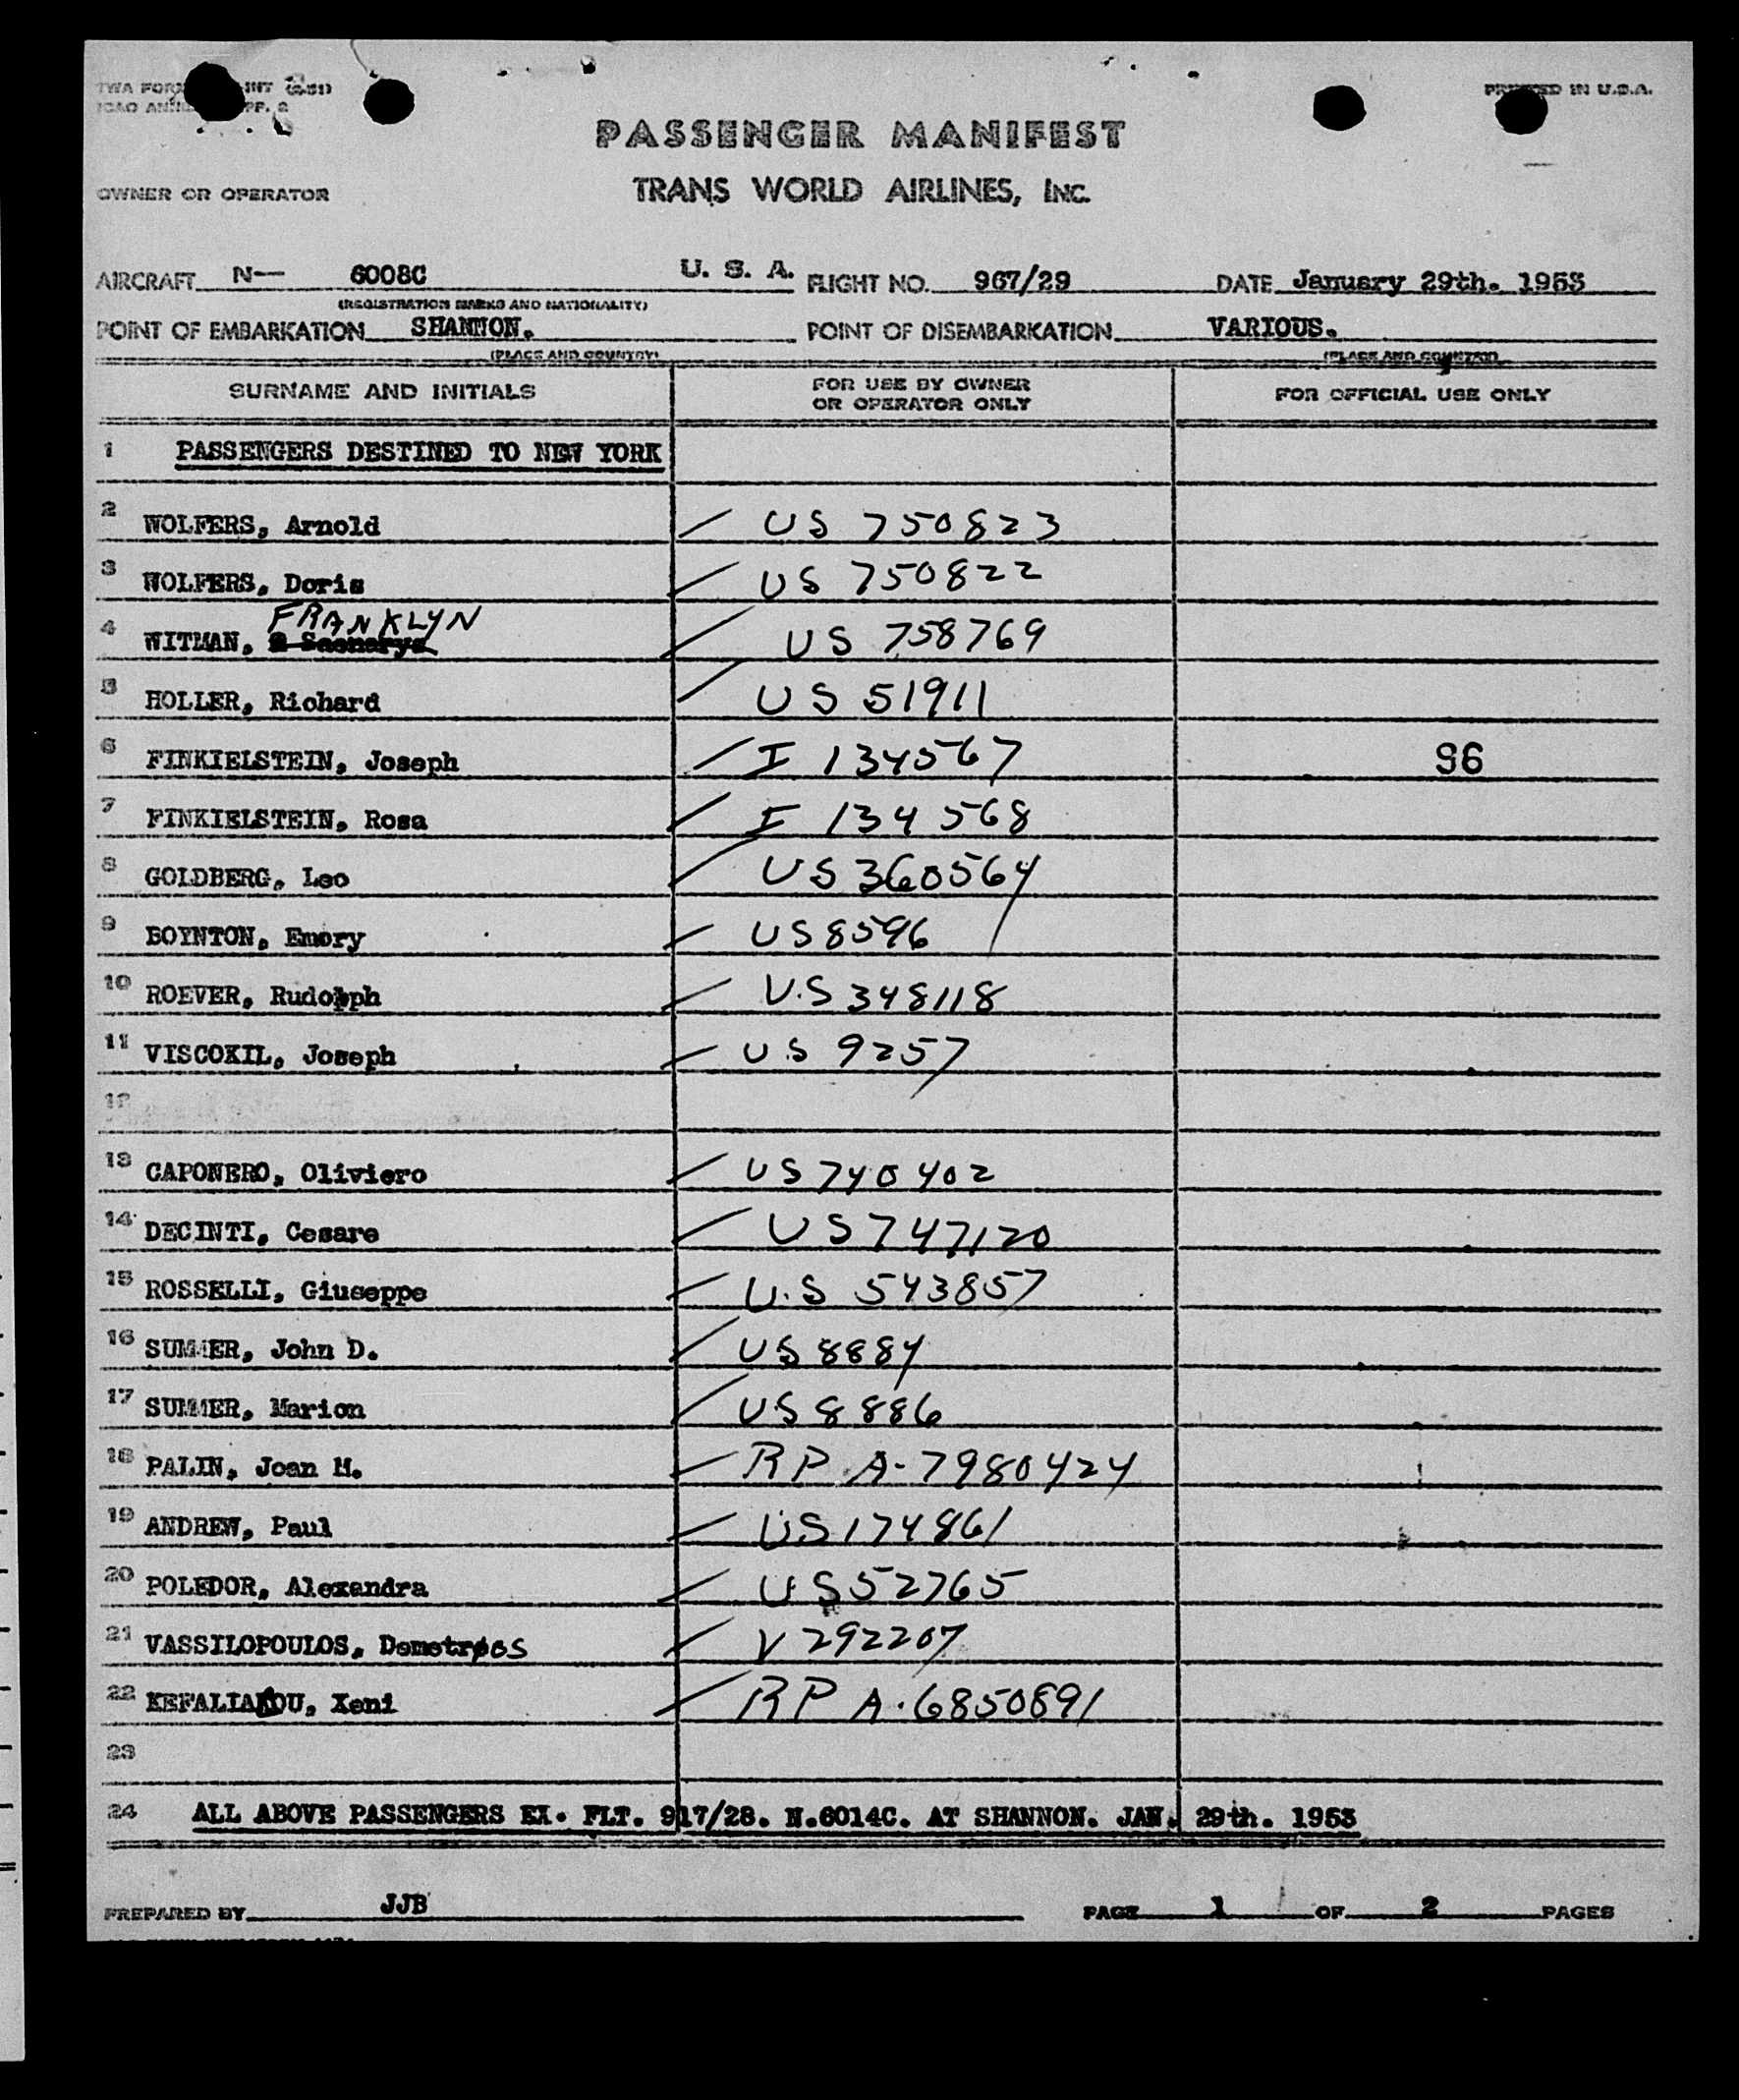 PRINTED IN U.S.A.
PASSENGER MANIFEST
OWNER OR OPERATOR TRANS WORLD AIRLINES, INC.
AIRCRAFT N— 6008C U. S. A. FLIGHT NO. 967/29 DATE January 29th. 1953
(REGISTRATION MARKS AND NATIONALITY)
POINT OF EMBARKATION SHANNON. POINT OF DISEMBARKATION VARIOUS.
(PLACE AND COUNTRY) (PLACE AND COUNTRY)
SURNAME AND INITIALS FOR USE BY OWNER OR OPERATOR ONLY FOR OFFICIAL USE ONLY
1 PASSENGERS DESTINED TO NEW YORK
2 WOLFERS, Arnold / US 750823
3 WOLFERS, Doris / US 750822
4 WITMAN, FRANKLYN / US 758769
5 HOLLER, Richard / US 51911
6 FINKIELSTEIN, Joseph / I 134567 96
7 FINKIELSTEIN, Rosa / I 134568
8 GOLDBERG, Leo / US 360564
9 BOYNTON, Emery / US 8596
10 ROEVER, Rudolph / U.S 348118
11 VISCOXIL, Joseph / US 9257
12
13 CAPONERO, Oliviero / US 740402
14 DECINTI, Cesare / US 747120
15 ROSSELLI, Giuseppe / U.S 543857
16 SUMMER, John D. / US 8884
17 SUMMER, Marion / US 8886
18 PALIN, Joan M. / RP A-7980424
19 ANDREW, Paul / US 174861
20 POLEDOR, Alexandra / US 52765
21 VASSILOPOULOS, Demetrios / V 292207
22 KEFALIAKOU, Xeni / RP A-6850891
23
24 ALL ABOVE PASSENGERS EX. FLT. 917/28. N.6014C. AT SHANNON. JAN. 29th. 1953
PREPARED BY JJB PAGE 1 OF 2 PAGES